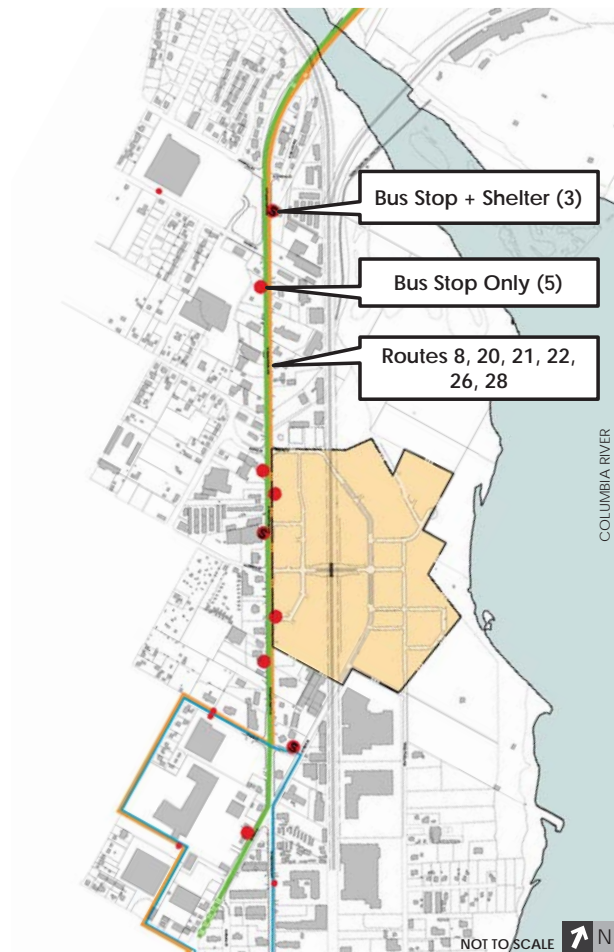 Bus Stop + Shelter (3)
Bus Stop Only (5)
Routes 8, 20, 21, 22,
26, 28
COLUMBIA RIVER
NOT TO SCALE
N